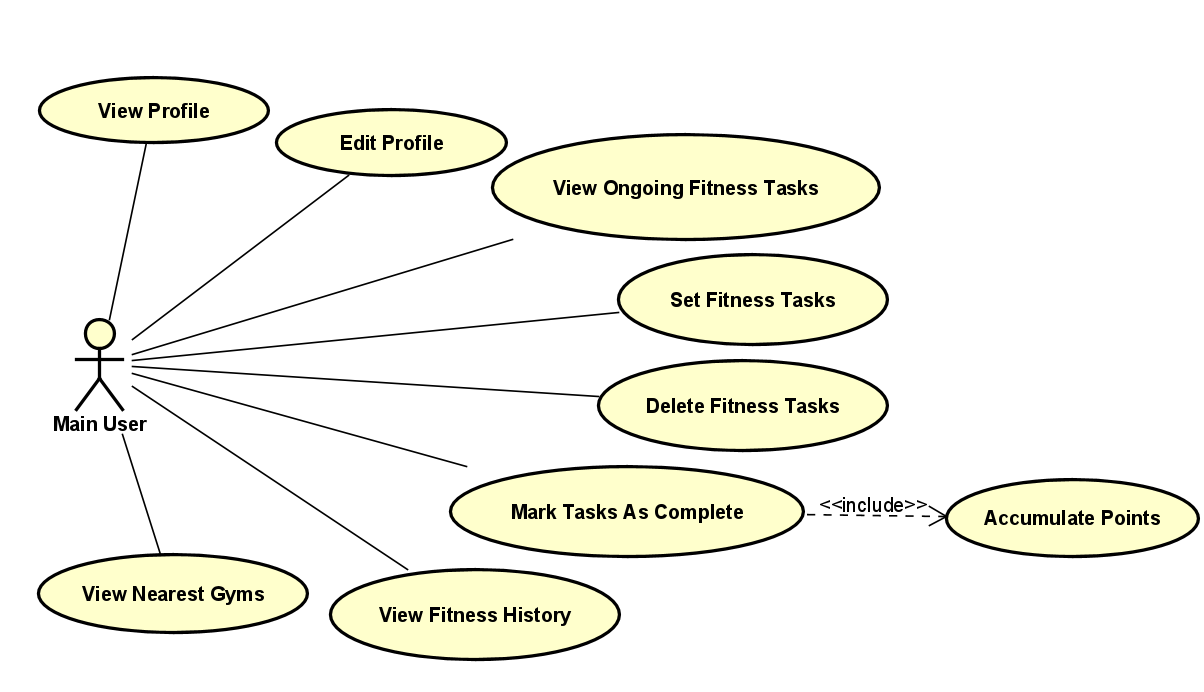 View Profile
Edit Profile
View Ongoing Fitness Tasks
Set Fitness Tasks
Delete Fitness Tasks
Main User
Mark Tasks As Complete
<<include>>
Accumulate Points
View Nearest Gyms
View Fitness History